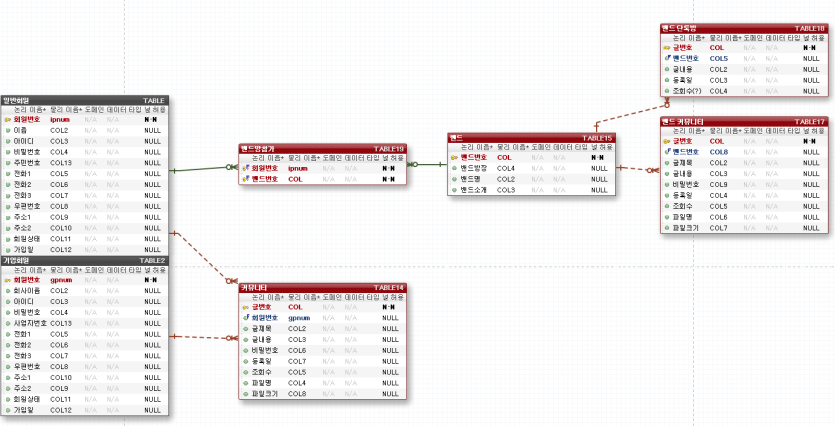 밴드단톡방 TABLE18
논리 이름* 물리 이름* 도메인 데이터 타입 널 허용
글번호 COL N/A N/A N-N
밴드번호 COL5 N/A N/A NULL
글내용 COL2 N/A N/A NULL
등록일 COL3 N/A N/A NULL
조회수(?) COL4 N/A N/A NULL
일반회원 TABLE
논리 이름* 물리 이름* 도메인 데이터 타입 널 허용
회원번호 ipnum N/A N/A N-N
이름 COL2 N/A N/A NULL
아이디 COL3 N/A N/A NULL
비밀번호 COL4 N/A N/A NULL
주민번호 COL13 N/A N/A NULL
전화1 COL5 N/A N/A NULL
전화2 COL6 N/A N/A NULL
전화3 COL7 N/A N/A NULL
우편번호 COL8 N/A N/A NULL
주소1 COL9 N/A N/A NULL
주소2 COL10 N/A N/A NULL
회원상태 COL11 N/A N/A NULL
가입일 COL12 N/A N/A NULL
밴드방참가 TABLE19
논리 이름* 물리 이름* 도메인 데이터 타입 널 허용
회원번호 ipnum N/A N/A N-N
밴드번호 COL N/A N/A N-N
밴드 TABLE15
논리 이름* 물리 이름* 도메인 데이터 타입 널 허용
밴드번호 COL N/A N/A N-N
밴드방장 COL4 N/A N/A NULL
밴드명 COL2 N/A N/A NULL
밴드소개 COL3 N/A N/A NULL
밴드 커뮤니티 TABLE17
논리 이름* 물리 이름* 도메인 데이터 타입 널 허용
글번호 COL N/A N/A N-N
밴드번호 COL8 N/A N/A NULL
글제목 COL2 N/A N/A NULL
글내용 COL3 N/A N/A NULL
비밀번호 COL9 N/A N/A NULL
등록일 COL4 N/A N/A NULL
조회수 COL5 N/A N/A NULL
파일명 COL6 N/A N/A NULL
파일크기 COL7 N/A N/A NULL
기업회원 TABLE2
논리 이름* 물리 이름* 도메인 데이터 타입 널 허용
회원번호 gpnum N/A N/A N-N
회사이름 COL2 N/A N/A NULL
아이디 COL3 N/A N/A NULL
비밀번호 COL4 N/A N/A NULL
사업자번호 COL13 N/A N/A NULL
전화1 COL5 N/A N/A NULL
전화2 COL6 N/A N/A NULL
전화3 COL7 N/A N/A NULL
우편번호 COL8 N/A N/A NULL
주소1 COL10 N/A N/A NULL
주소2 COL9 N/A N/A NULL
회원상태 COL11 N/A N/A NULL
가입일 COL12 N/A N/A NULL
커뮤니티 TABLE14
논리 이름* 물리 이름* 도메인 데이터 타입 널 허용
글번호 COL N/A N/A N-N
회원번호 gpnum N/A N/A NULL
글제목 COL2 N/A N/A NULL
글내용 COL3 N/A N/A NULL
비밀번호 COL6 N/A N/A NULL
등록일 COL7 N/A N/A NULL
조회수 COL5 N/A N/A NULL
파일명 COL4 N/A N/A NULL
파일크기 COL8 N/A N/A NULL